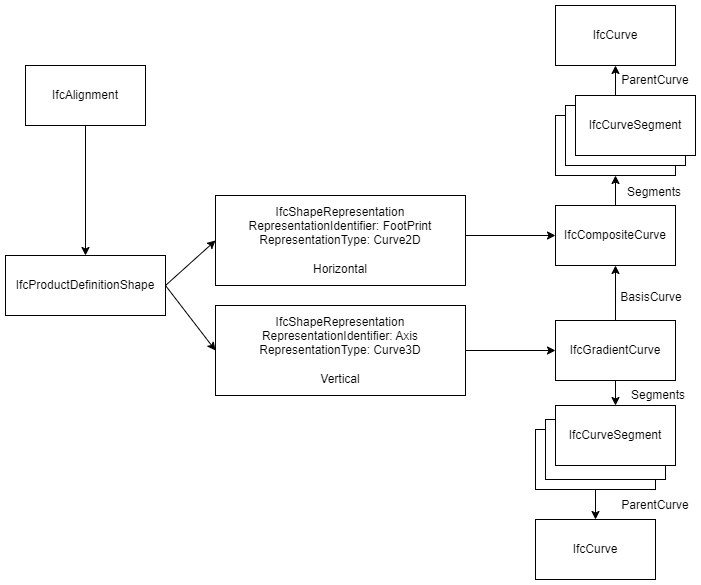 IfcCurve
ParentCurve
IfcAlignment
IfcCurveSegment
Segments
IfcShapeRepresentation
RepresentationIdentifier: FootPrint
RepresentationType: Curve2D
Horizontal
IfcCompositeCurve
IfcProductDefinitionShape
BasisCurve
IfcShapeRepresentation
RepresentationIdentifier: Axis
RepresentationType: Curve3D
Vertical
IfcGradientCurve
Segments
IfcCurveSegment
ParentCurve
IfcCurve